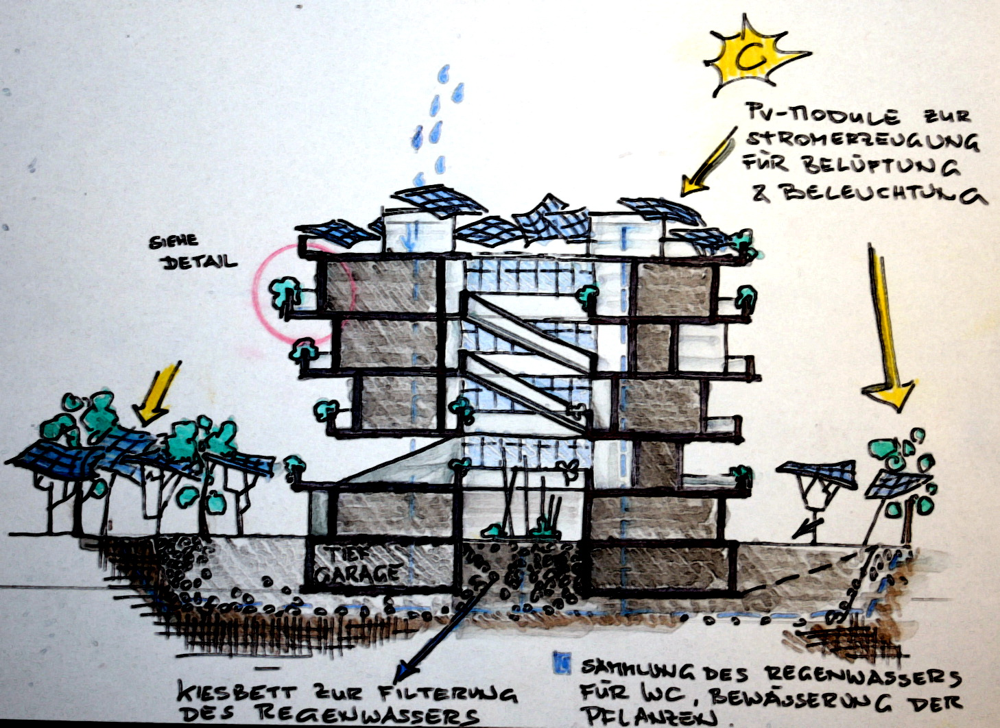 C
PV-MODULE ZUR
STROMERZEUGUNG
FÜR BELÜFTUNG
& BELEUCHTUNG
SIEHE
DETAIL
TIEF
GARAGE
KIESBETT ZUR FILTERUNG
DES REGENWASSERS
SAMMLUNG DES REGENWASSERS
FÜR WC, BEWÄSSERUNG DER
PFLANZEN